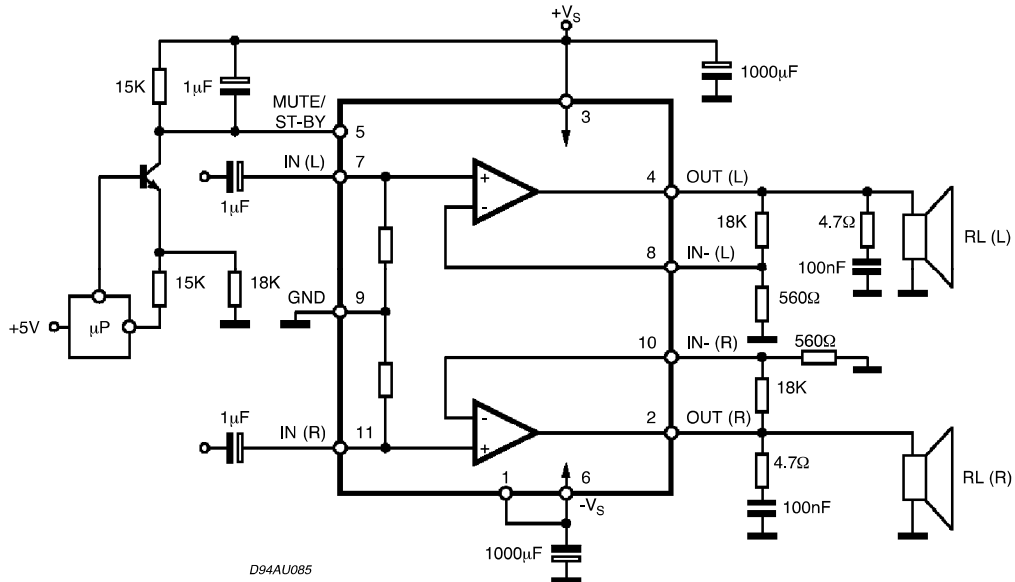 +VS
15K
1μF
1000μF
MUTE/
ST-BY
5
3
IN (L)
7
1μF
+
-
4
OUT (L)
18K
4.7Ω
RL (L)
8
IN- (L)
100nF
15K
18K
560Ω
GND
9
+5V
μP
10
IN- (R)
560Ω
18K
1μF
IN (R)
11
-
+
2
OUT (R)
4.7Ω
RL (R)
100nF
1
6
-VS
1000μF
D94AU085